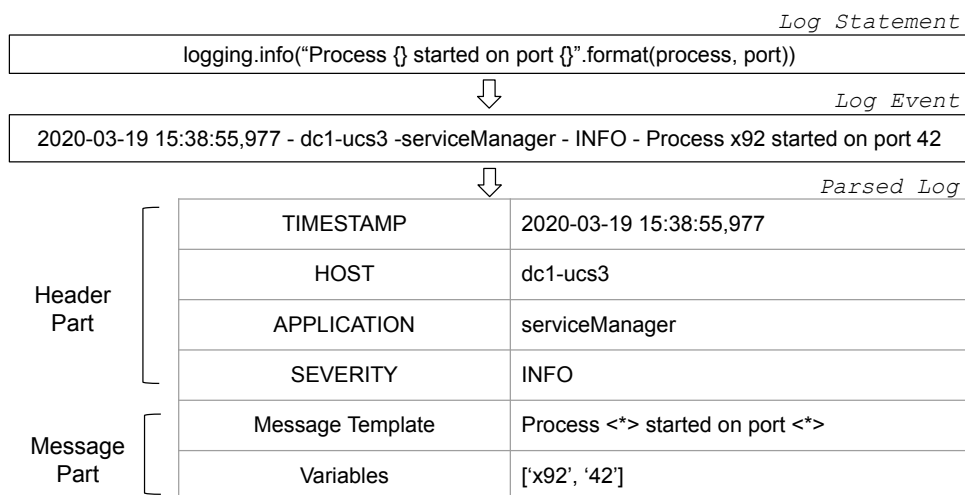 Log Statement
logging.info(“Process {} started on port {}”.format(process, port))
Log Event
2020-03-19 15:38:55,977 - dc1-ucs3 -serviceManager - INFO - Process x92 started on port 42
Parsed Log
Header
Part
TIMESTAMP 2020-03-19 15:38:55,977
HOST dc1-ucs3
APPLICATION serviceManager
SEVERITY INFO
Message
Part
Message Template Process <*> started on port <*>
Variables [‘x92’, ‘42’]